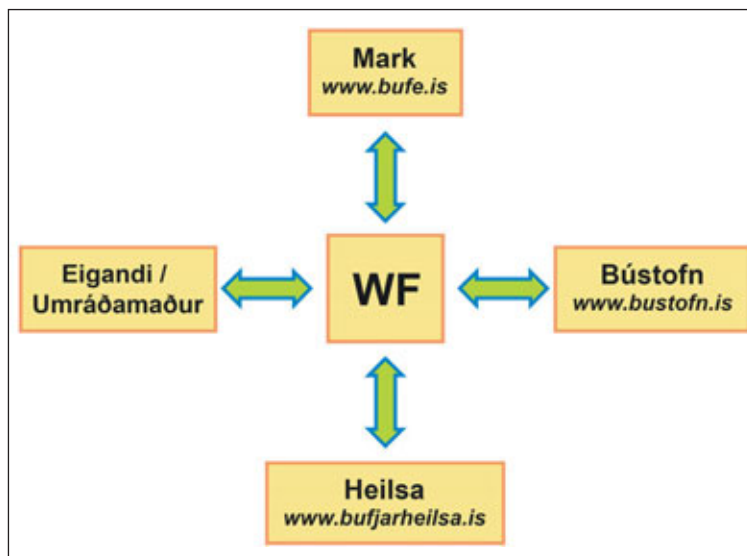 Mark
www.bufe.is
Eigandi /
Umráðamaður
WF
Bústofn
www.bustofn.is
Heilsa
www.bufjarheilsa.is